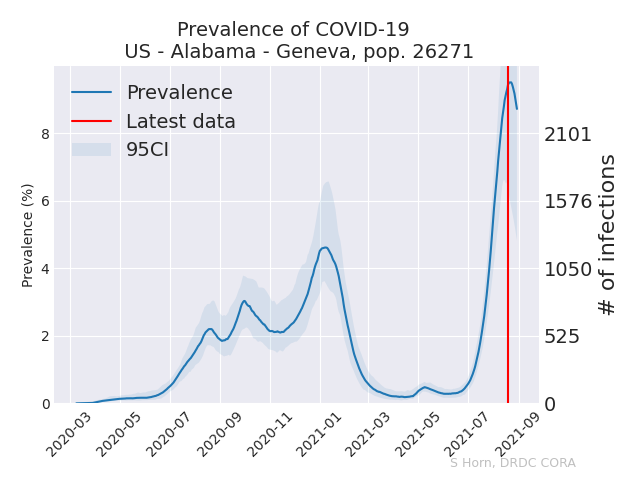 Prevalence of COVID-19
US - Alabama - Geneva, pop. 26271
Prevalence
Latest data
95CI
Prevalence (%)
8
6
4
2
0
2101
1576
1050
525
0
# of infections
2020-03
2020-05
2020-07
2020-09
2020-11
2021-01
2021-03
2021-05
2021-07
2021-09
S Horn, DRDC CORA